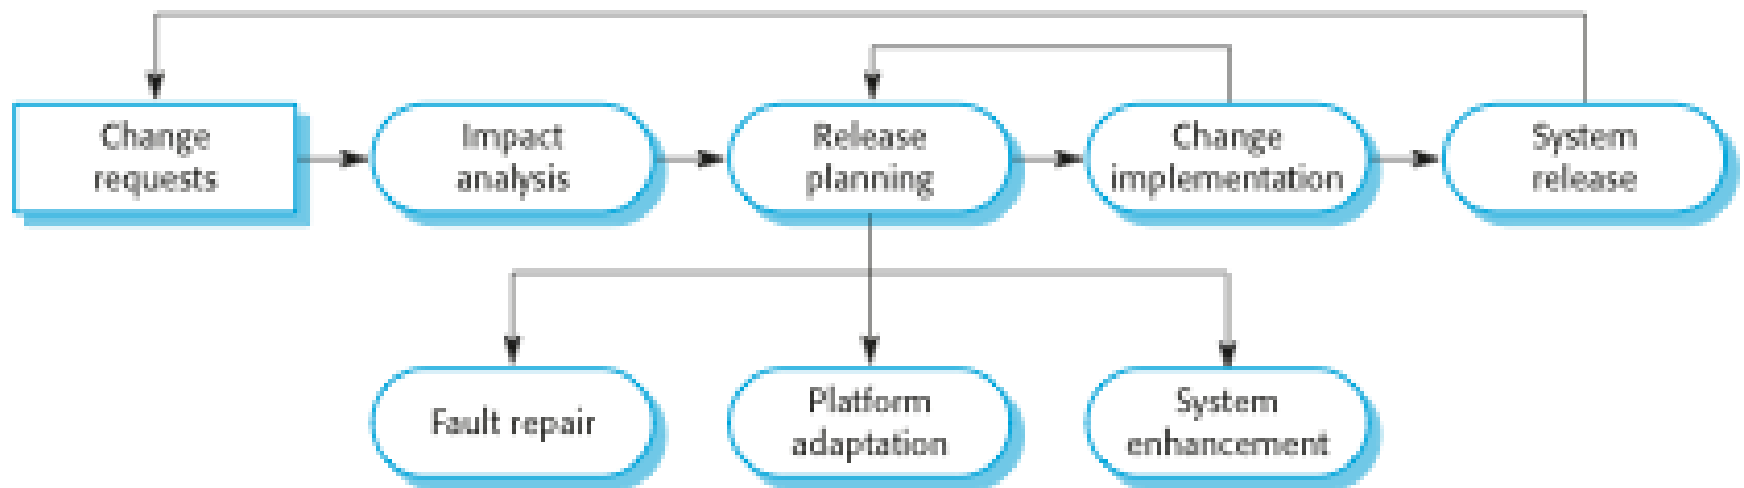 Change
requests
Impact
analysis
Release
planning
Change
implementation
System
release
Fault repair
Platform
adaptation
System
enhancement